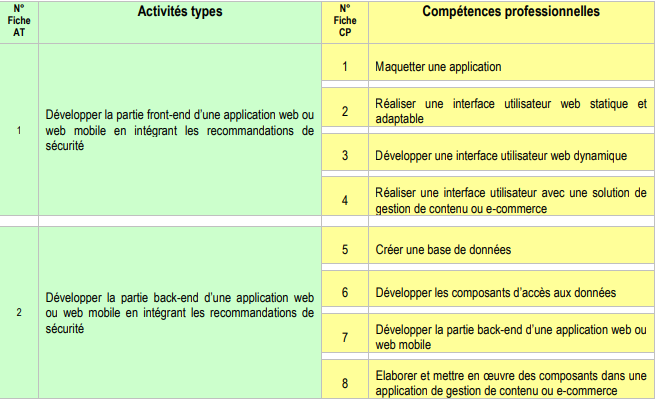 N°
Fiche
AT
Activités types
N°
Fiche
CP
Compétences professionnelles
1
Développer la partie front-end d’une application web ou
web mobile en intégrant les recommandations de
sécurité
1
Maquetter une application
2
Réaliser une interface utilisateur web statique et
adaptable
3
Développer une interface utilisateur web dynamique
4
Réaliser une interface utilisateur avec une solution de
gestion de contenu ou e-commerce
2
Développer la partie back-end d’une application web
ou web mobile en intégrant les recommandations de
sécurité
5
Créer une base de données
6
Développer les composants d’accès aux données
7
Développer la partie back-end d’une application web ou
web mobile
8
Elaborer et mettre en œuvre des composants dans une
application de gestion de contenu ou e-commerce